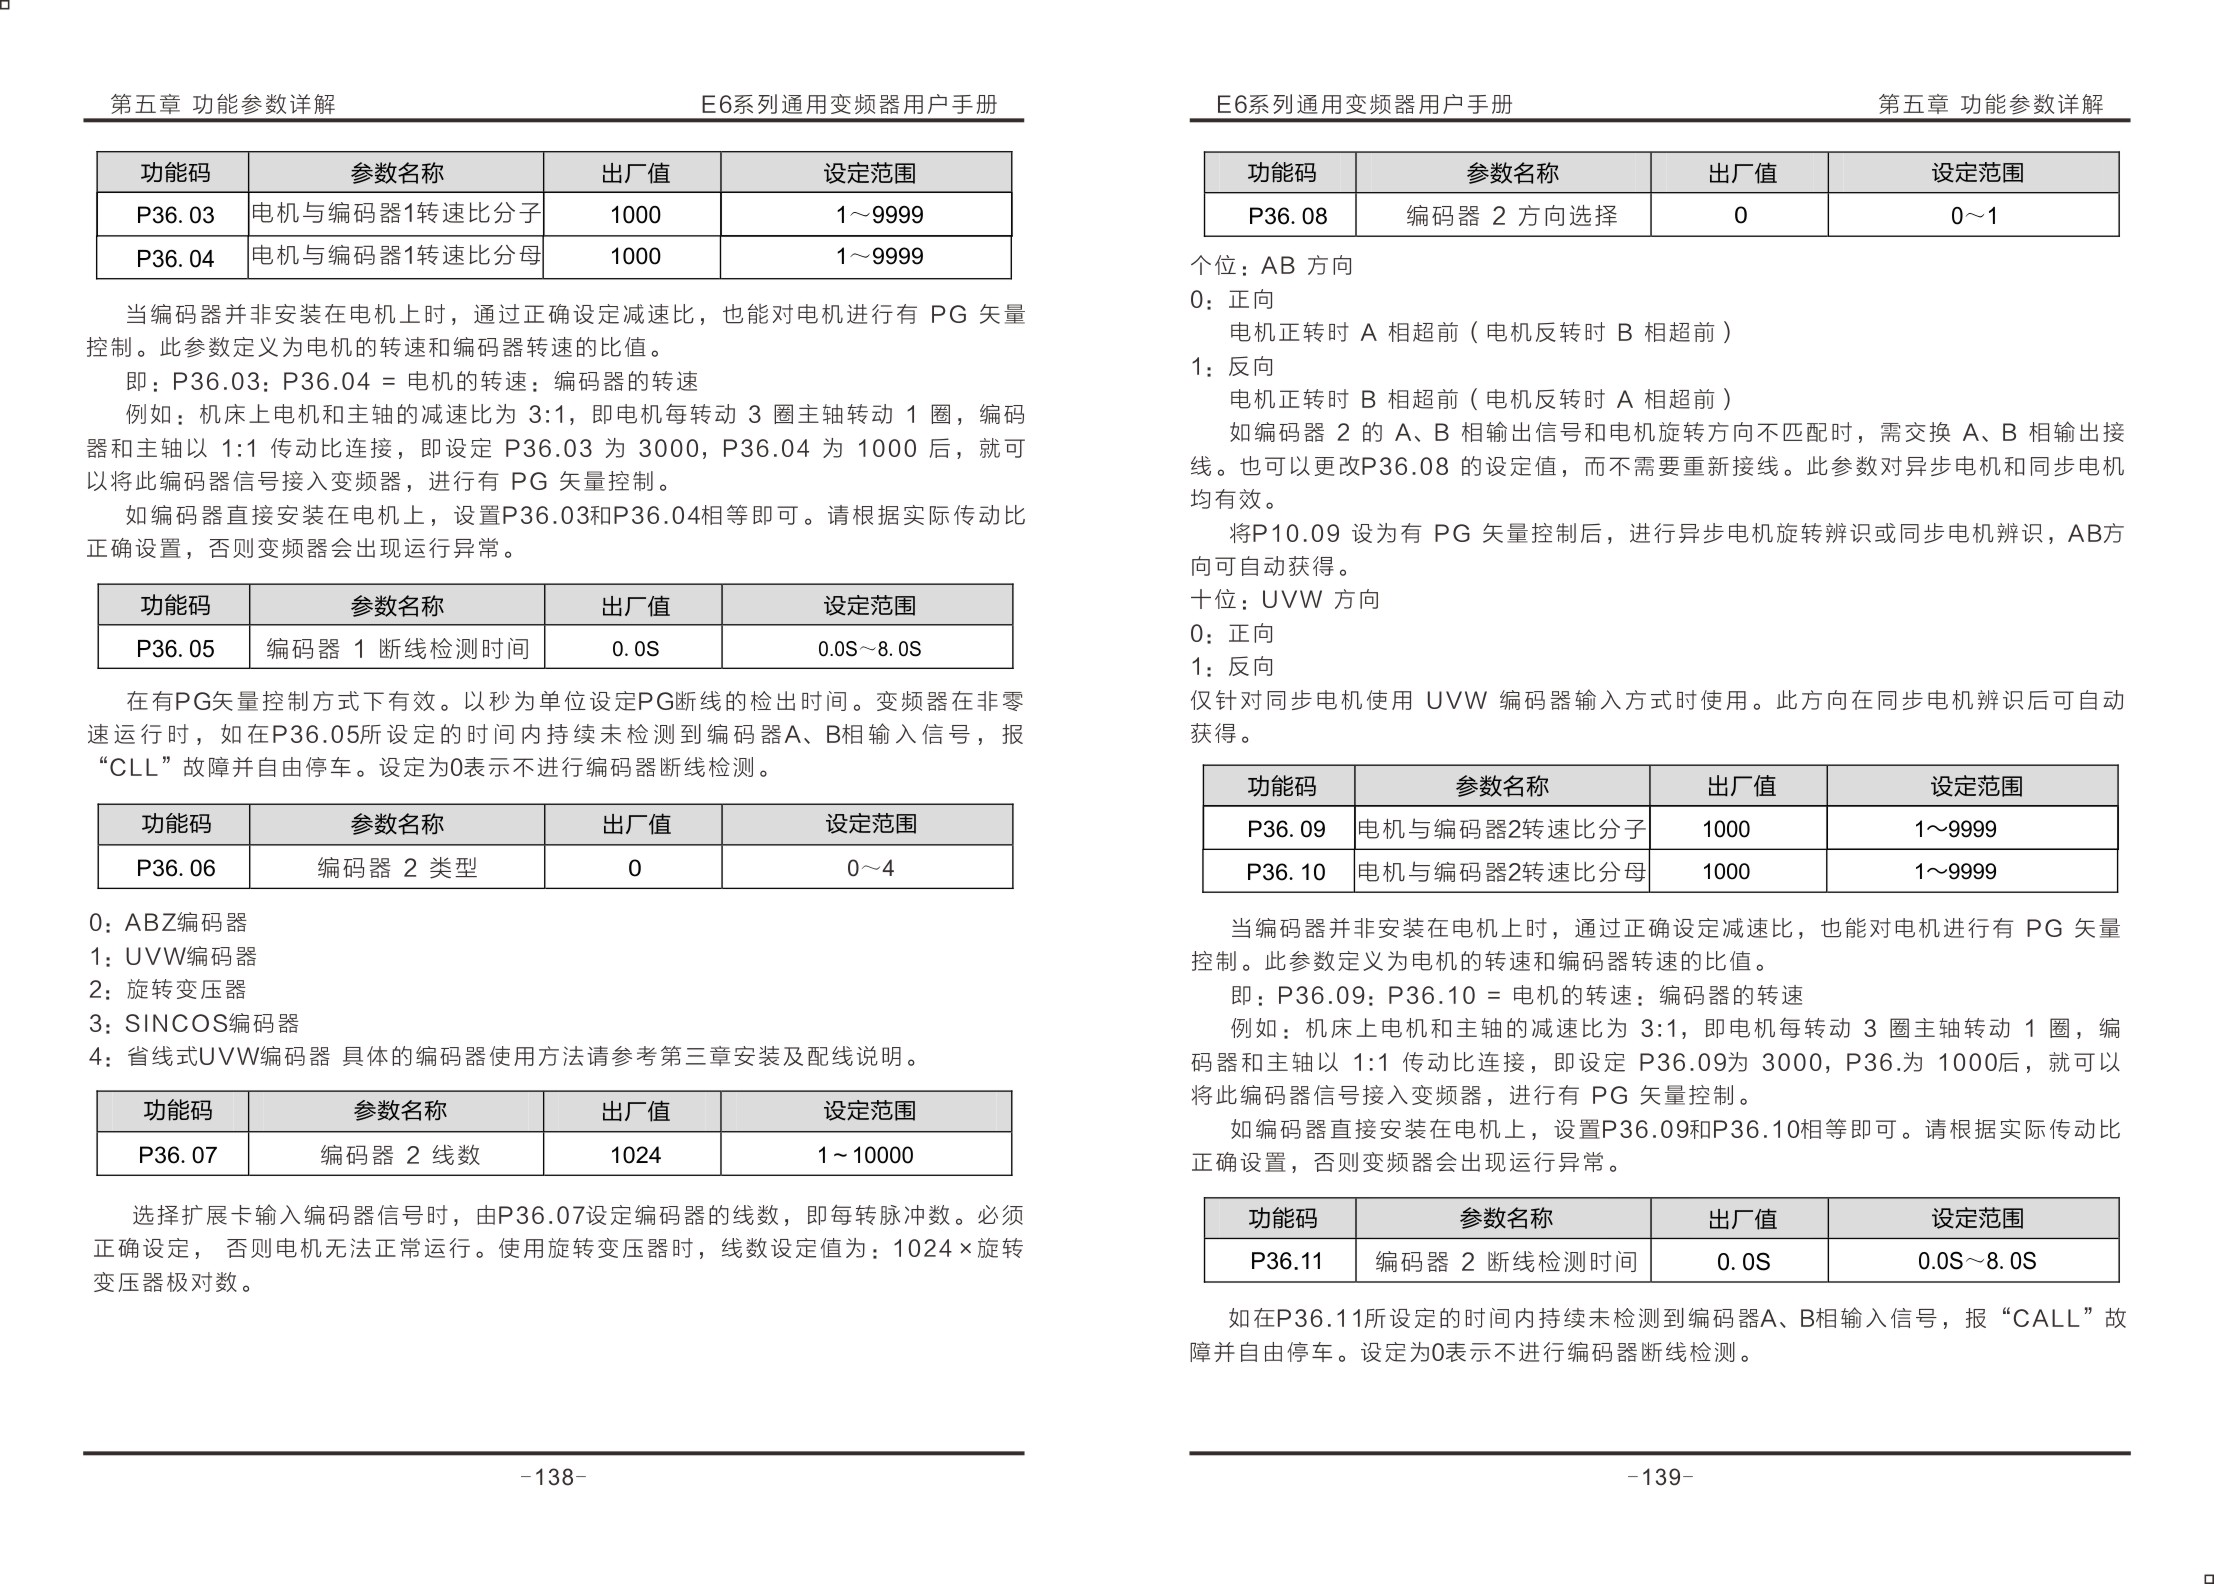 第五章 功能参数详解 E6系列通用变频器用户手册
功能码 参数名称 出厂值 设定范围
P36. 03 电机与编码器1转速比分子 1000 1～9999
P36. 04 电机与编码器1转速比分母 1000 1～9999
当编码器并非安装在电机上时，通过正确设定减速比，也能对电机进行有 PG 矢量
控制。此参数定义为电机的转速和编码器转速的比值。
即：P36.03：P36.04 = 电机的转速：编码器的转速
例如：机床上电机和主轴的减速比为 3:1，即电机每转动 3 圈主轴转动 1 圈，编码
器和主轴以 1:1 传动比连接，即设定 P36.03 为 3000，P36.04 为 1000 后，就可
以将此编码器信号接入变频器，进行有 PG 矢量控制。
如编码器直接安装在电机上，设置P36.03和P36.04相等即可。请根据实际传动比
正确设置，否则变频器会出现运行异常。
功能码 参数名称 出厂值 设定范围
P36. 05 编码器 1 断线检测时间 0. 0S 0.0S～8. 0S
在有PG矢量控制方式下有效。以秒为单位设定PG断线的检出时间。变频器在非零
速运行时，如在P36.05所设定的时间内持续未检测到编码器A、B相输入信号，报
“CLL”故障并自由停车。设定为0表示不进行编码器断线检测。
功能码 参数名称 出厂值 设定范围
P36. 06 编码器 2 类型 0 0～4
0：ABZ编码器
1：UVW编码器
2：旋转变压器
3：SINCOS编码器
4：省线式UVW编码器 具体的编码器使用方法请参考第三章安装及配线说明。
功能码 参数名称 出厂值 设定范围
P36. 07 编码器 2 线数 1024 1～10000
选择扩展卡输入编码器信号时，由P36.07设定编码器的线数，即每转脉冲数。必须
正确设定， 否则电机无法正常运行。使用旋转变压器时，线数设定值为：1024×旋转
变压器极对数。
-138-
E6系列通用变频器用户手册 第五章 功能参数详解
功能码 参数名称 出厂值 设定范围
P36. 08 编码器 2 方向选择 0 0～1
个位：AB 方向
0：正向
电机正转时 A 相超前（电机反转时 B 相超前）
1：反向
电机正转时 B 相超前（电机反转时 A 相超前）
如编码器 2 的 A、B 相输出信号和电机旋转方向不匹配时，需交换 A、B 相输出接
线。也可以更改P36.08 的设定值，而不需要重新接线。此参数对异步电机和同步电机
均有效。
将P10.09 设为有 PG 矢量控制后，进行异步电机旋转辨识或同步电机辨识，AB方
向可自动获得。
十位：UVW 方向
0：正向
1：反向
仅针对同步电机使用 UVW 编码器输入方式时使用。此方向在同步电机辨识后可自动
获得。
功能码 参数名称 出厂值 设定范围
P36. 09 电机与编码器2转速比分子 1000 1～9999
P36. 10 电机与编码器2转速比分母 1000 1～9999
当编码器并非安装在电机上时，通过正确设定减速比，也能对电机进行有 PG 矢量
控制。此参数定义为电机的转速和编码器转速的比值。
即：P36.09：P36.10 = 电机的转速：编码器的转速
例如：机床上电机和主轴的减速比为 3:1，即电机每转动 3 圈主轴转动 1 圈，编
码器和主轴以 1:1 传动比连接，即设定 P36.09为 3000，P36.为 1000后，就可以
将此编码器信号接入变频器，进行有 PG 矢量控制。
如编码器直接安装在电机上，设置P36.09和P36.10相等即可。请根据实际传动比
正确设置，否则变频器会出现运行异常。
功能码 参数名称 出厂值 设定范围
P36.11 编码器 2 断线检测时间 0. 0S 0.0S～8. 0S
如在P36.11所设定的时间内持续未检测到编码器A、B相输入信号，报“CALL”故
障并自由停车。设定为0表示不进行编码器断线检测。
-139-